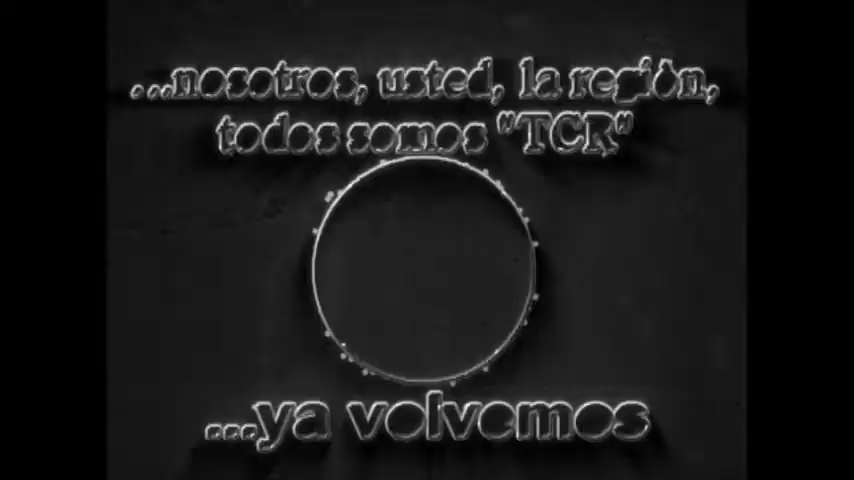 ...nosotros, usted, la región,
todos somos "TCR"
...ya volvemos